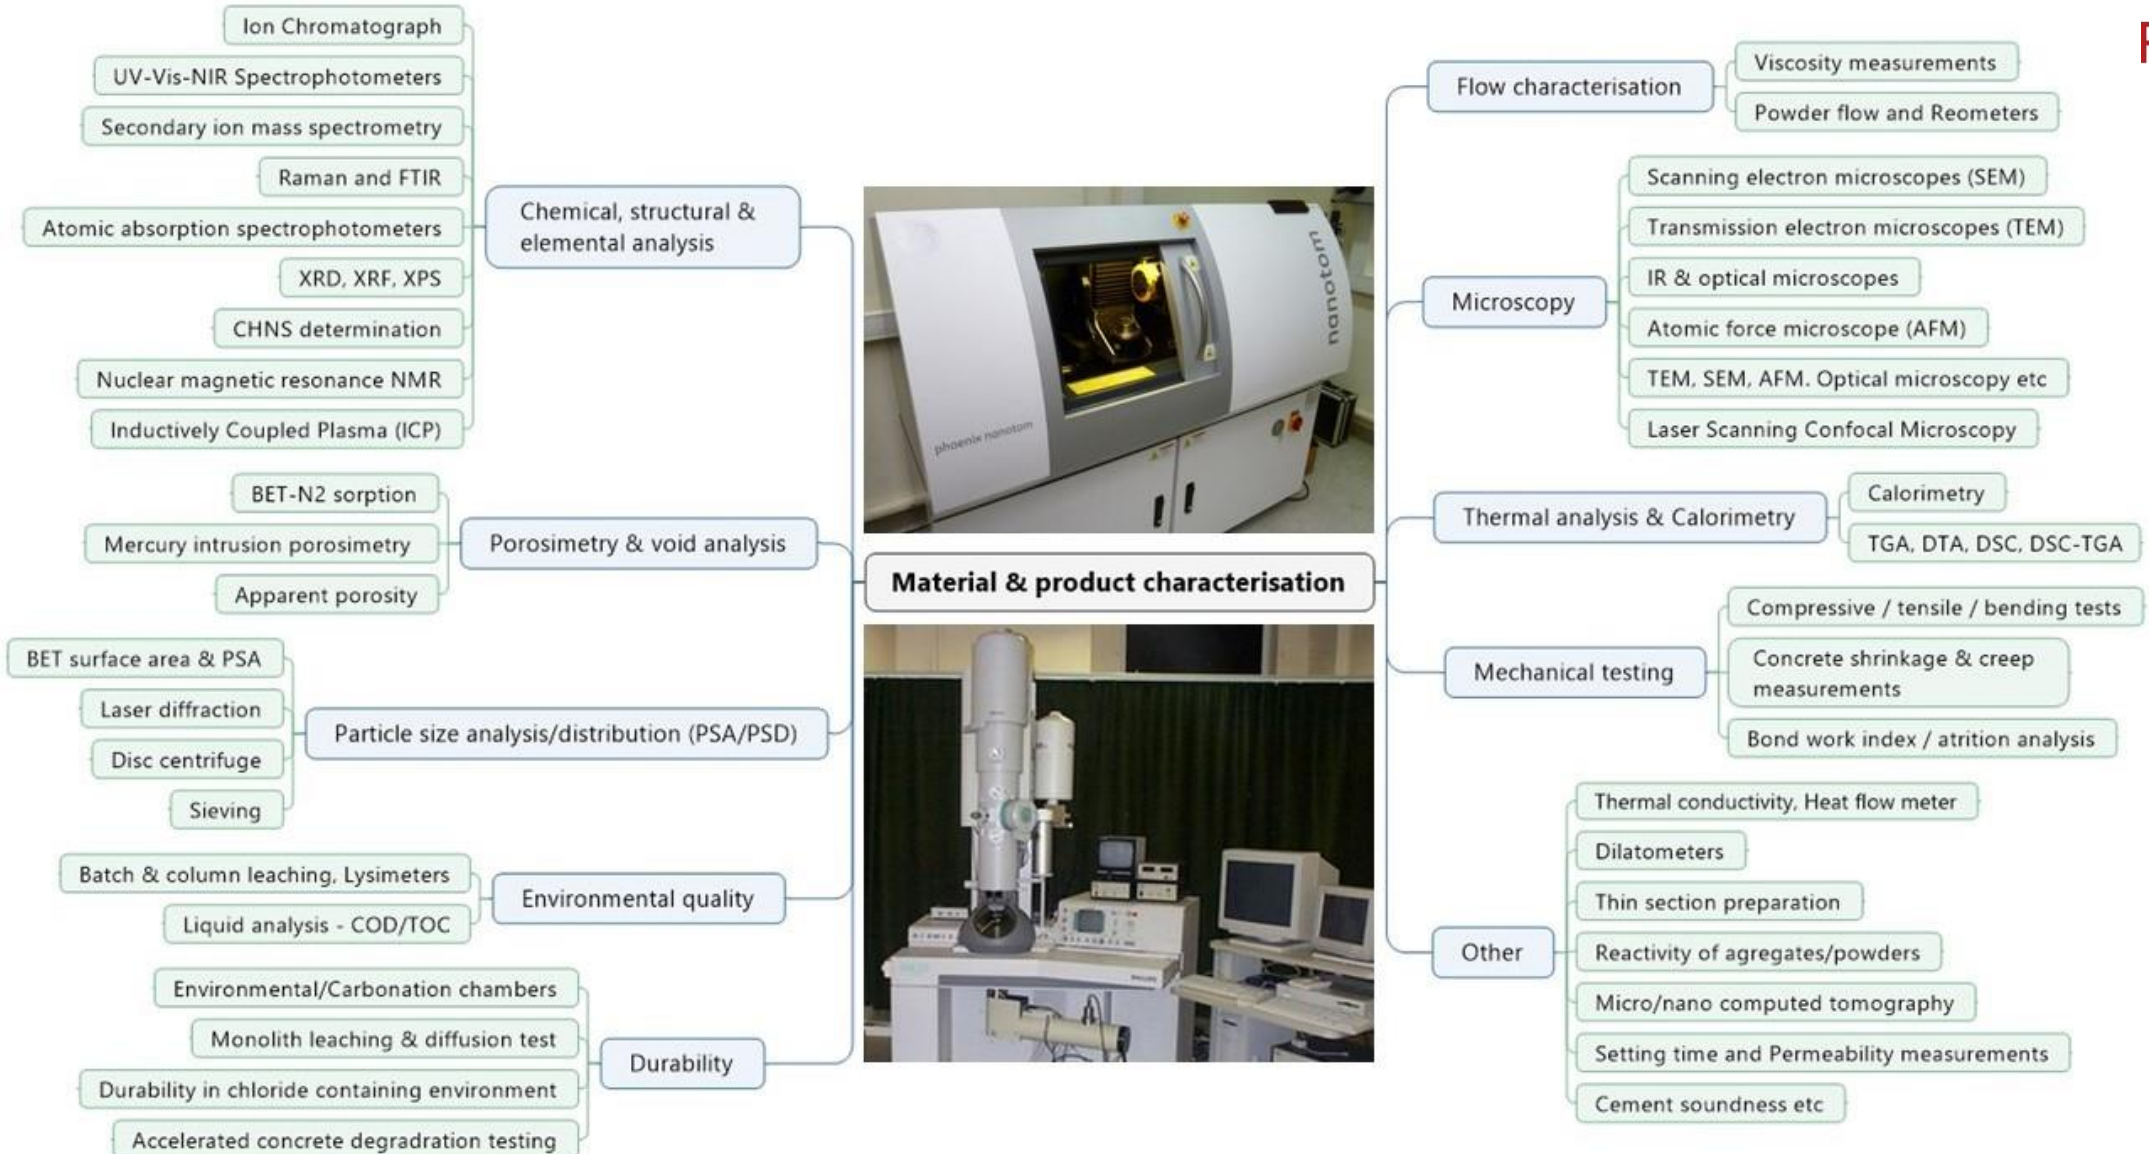 Ion Chromatograph
UV-Vis-NIR Spectrophotometers
Secondary ion mass spectrometry
Raman and FTIR
Atomic absorption spectrophotometers
XRD, XRF, XPS
CHNS determination
Nuclear magnetic resonance NMR
Inductively Coupled Plasma (ICP)
Chemical, structural &
elemental analysis
BET-N2 sorption
Mercury intrusion porosimetry
Apparent porosity
Porosimetry & void analysis
BET surface area & PSA
Laser diffraction
Disc centrifuge
Sieving
Particle size analysis/distribution (PSA/PSD)
Batch & column leaching, Lysimeters
Liquid analysis - COD/TOC
Environmental quality
Environmental/Carbonation chambers
Monolith leaching & diffusion test
Durability in chloride containing environment
Accelerated concrete degradration testing
Durability
nanotom
phoenix nanotom
Material & product characterisation
Flow characterisation
Viscosity measurements
Powder flow and Reometers
Microscopy
Scanning electron microscopes (SEM)
Transmission electron microscopes (TEM)
IR & optical microscopes
Atomic force microscope (AFM)
TEM, SEM, AFM. Optical microscopy etc
Laser Scanning Confocal Microscopy
Thermal analysis & Calorimetry
Calorimetry
TGA, DTA, DSC, DSC-TGA
Mechanical testing
Compressive / tensile / bending tests
Concrete shrinkage & creep
measurements
Bond work index / atrition analysis
Other
Thermal conductivity, Heat flow meter
Dilatometers
Thin section preparation
Reactivity of agregates/powders
Micro/nano computed tomography
Setting time and Permeability measurements
Cement soundness etc